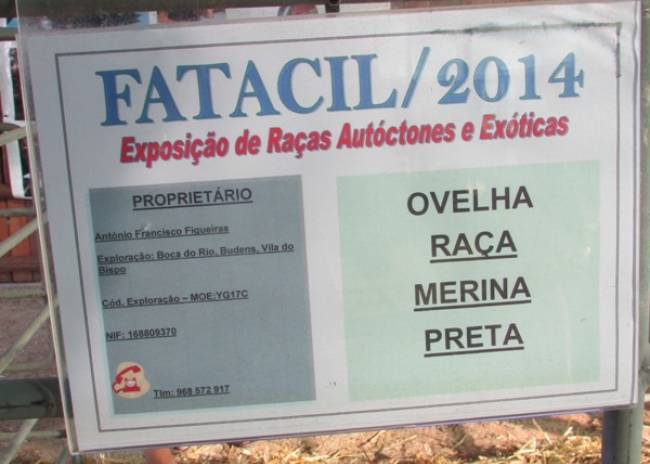 FATACIL/2014
Exposição de Raças Autóctones e Exóticas
PROPRIETÁRIO
António Francisco Figueiras
Exploração: Boca do Rio, Budens, Vila do
Bispo
Cód. Exploração – MOE:YG17C
NIF: 168809370
Tlm: 968 572 917
OVELHA
RAÇA
MERINA
PRETA